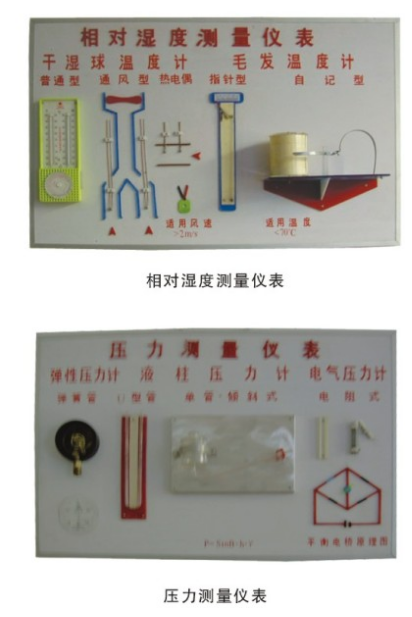 相对湿度测量仪表
干湿球温度计 毛发温度计
普通型 通风型 热电偶 指针型 自记型
适用风速 适用温度
>2m/s <70℃
相对湿度测量仪表
压力测量仪表
弹性压力计 液柱压力计 电气压力计
弹簧管 U型管 单管·倾斜式 电阻式
平衡电桥原理图
压力测量仪表